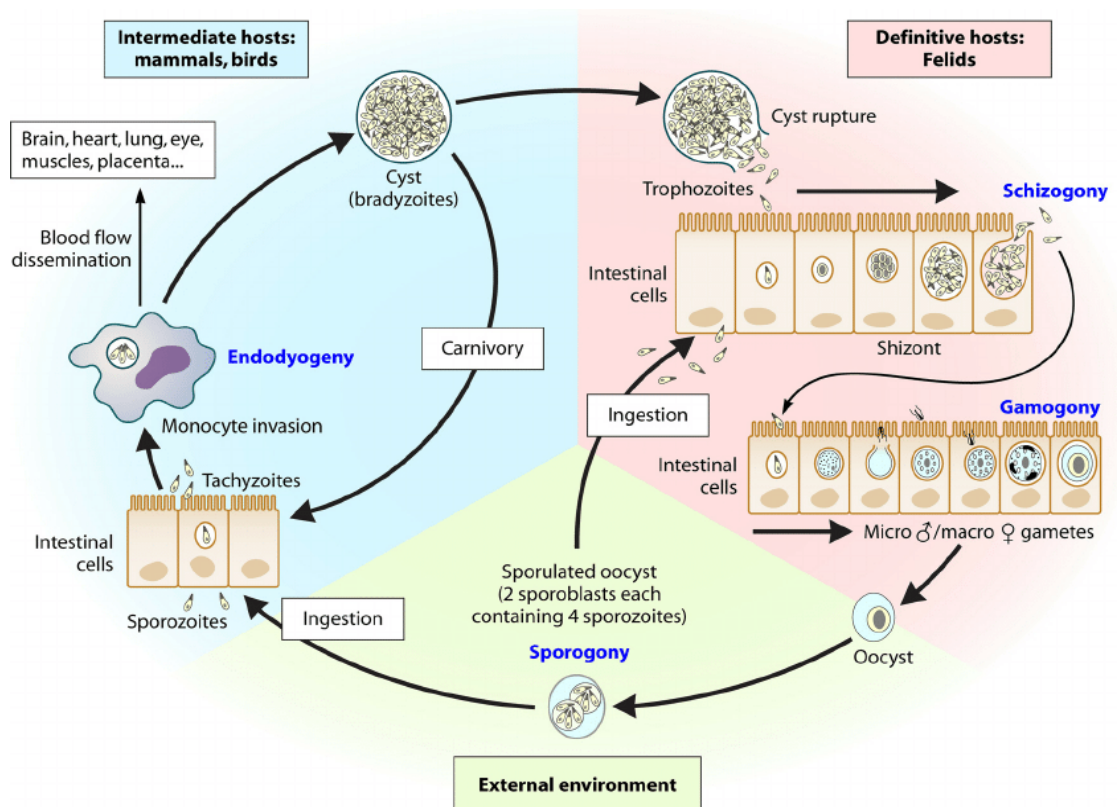 Intermediate hosts:
mammals, birds
Definitive hosts:
Felids
Brain, heart, lung, eye,
muscles, placenta...
Cyst
(bradyzoites)
Cyst rupture
Trophozoites
Schizogony
Blood flow
dissemination
Intestinal
cells
Shizont
Endodyogeny
Carnivory
Monocyte invasion
Ingestion
Gamogony
Tachyzoites
Intestinal
cells
Intestinal
cells
Micro ♂/macro ♀ gametes
Sporozoites
Ingestion
Sporulated oocyst
(2 sporoblasts each
containing 4 sporozoites)
Sporogony
Oocyst
External environment